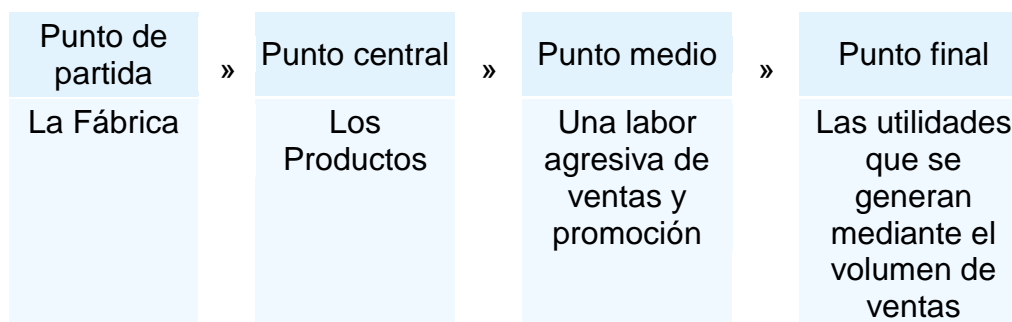 Punto de
partida
»
Punto central
»
Punto medio
»
Punto final
La Fábrica
Los
Productos
Una labor
agresiva de
ventas y
promoción
Las utilidades
que se
generan
mediante el
volumen de
ventas